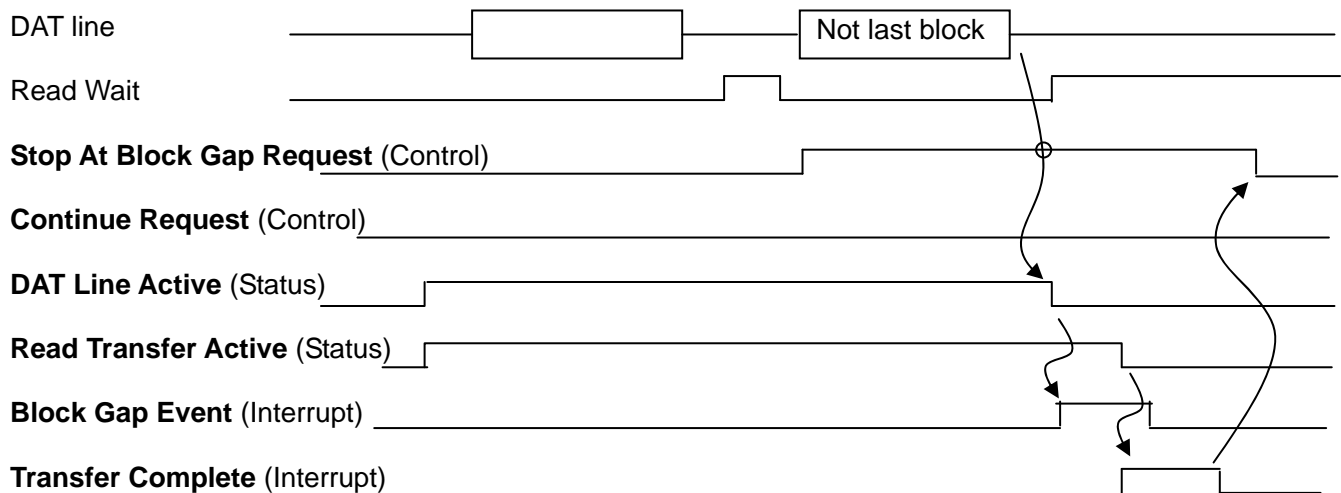 DAT line
Not last block
Read Wait
Stop At Block Gap Request (Control)
Continue Request (Control)
DAT Line Active (Status)
Read Transfer Active (Status)
Block Gap Event (Interrupt)
Transfer Complete (Interrupt)